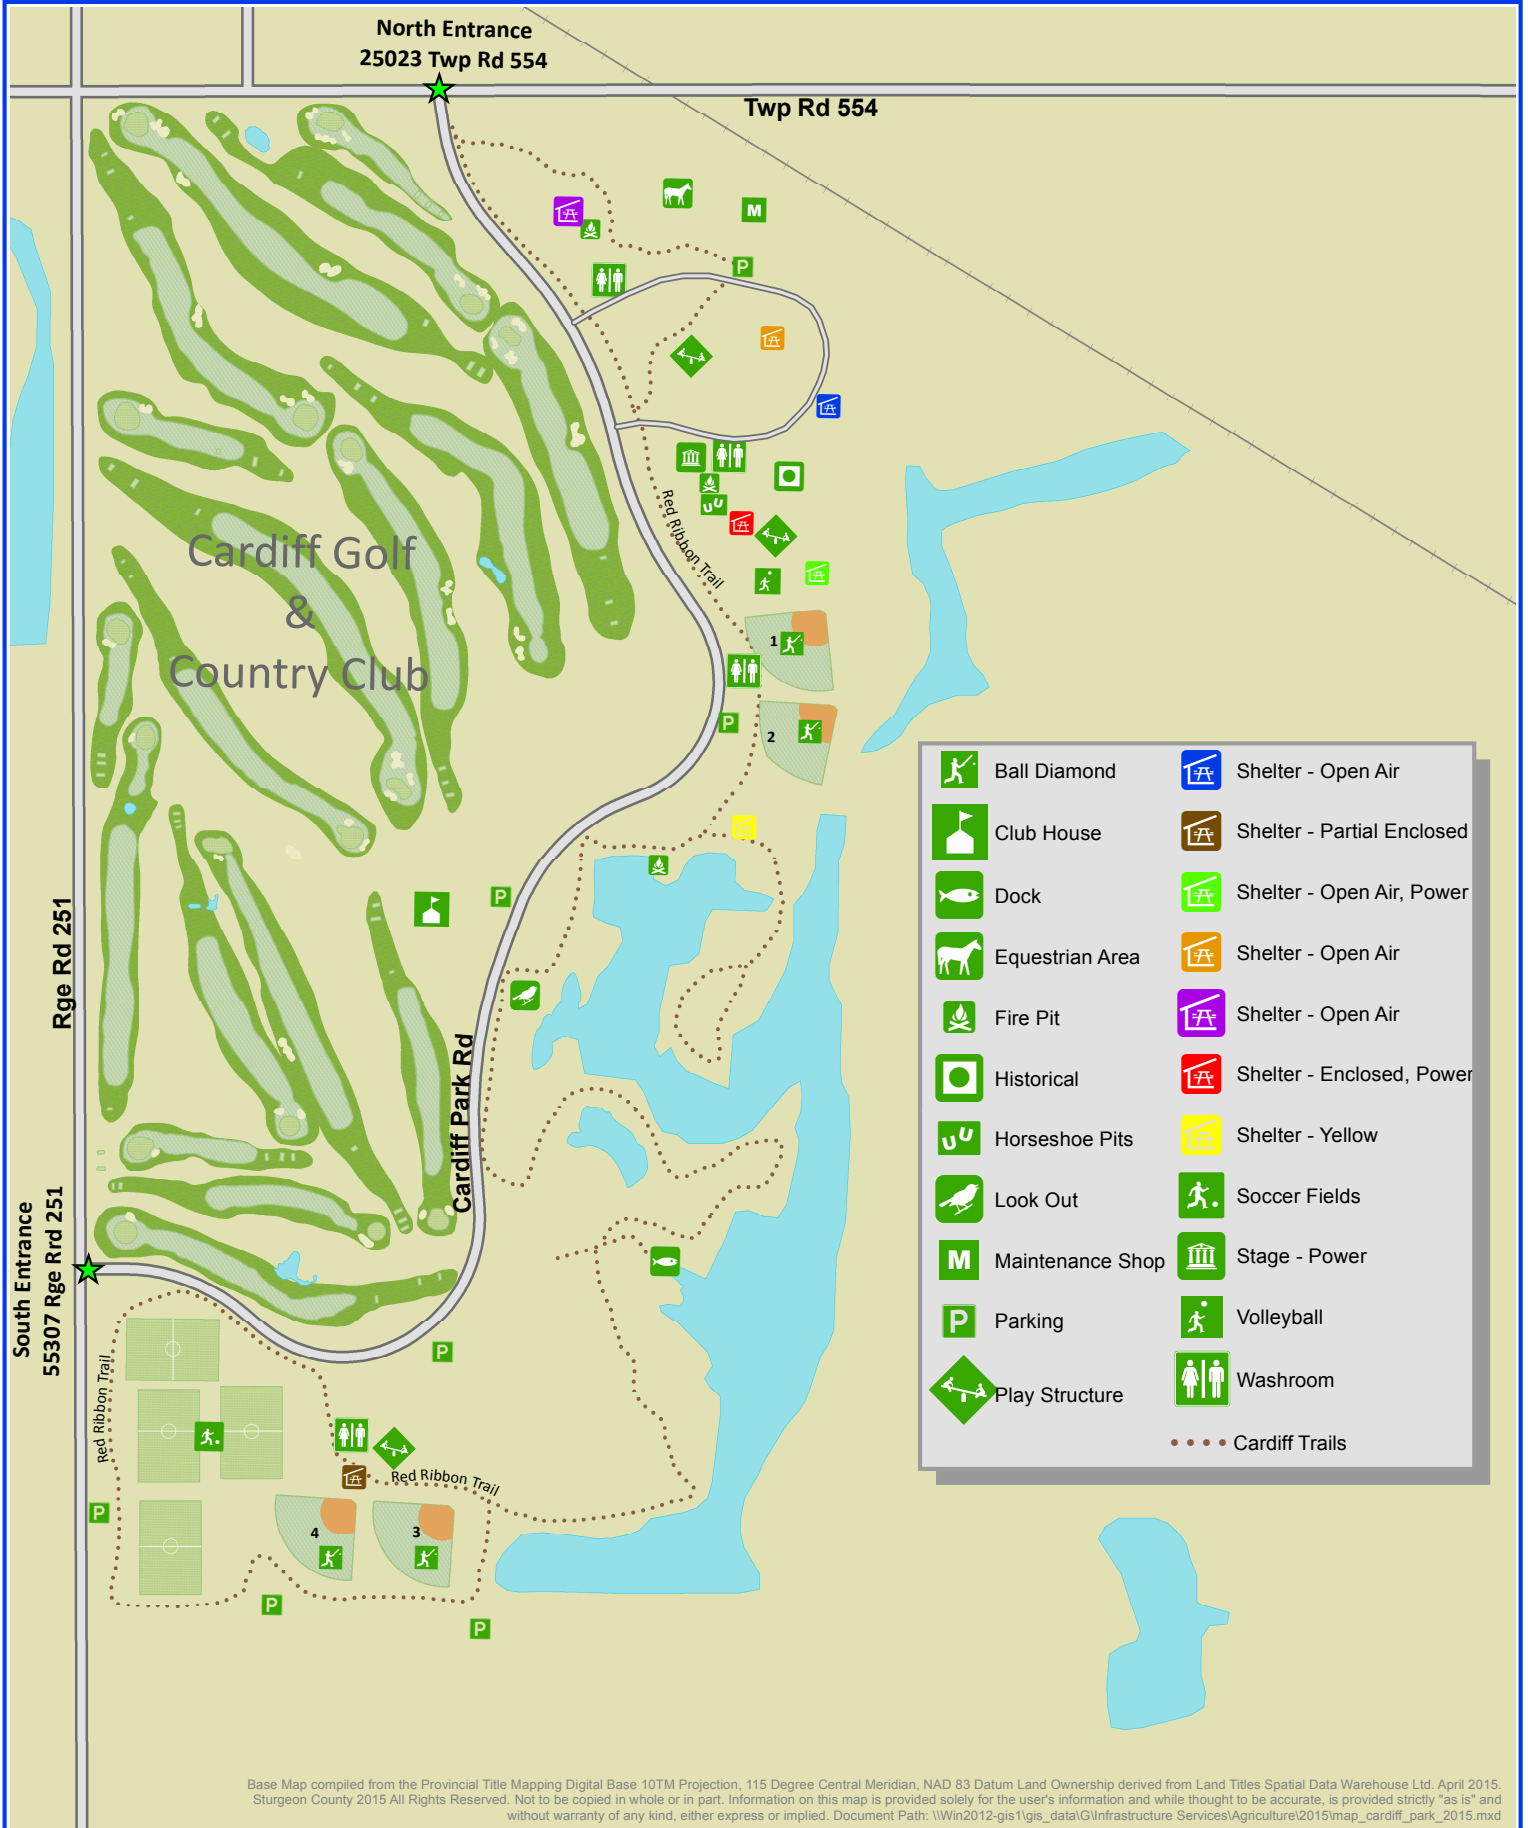 North Entrance
25023 Twp Rd 554
Twp Rd 554
M
P
Cardiff Golf
&
Country Club
Red Ribbon Trail
1
2
P
P
Rge Rd 251
Cardiff Park Rd
South Entrance
55307 Rge Rrd 251
P
Red Ribbon Trail
Red Ribbon Trail
P
4
3
P
P
Ball Diamond
Club House
Dock
Equestrian Area
Fire Pit
Historical
Horseshoe Pits
Look Out
M
Maintenance Shop
P
Parking
Play Structure
Shelter - Open Air
Shelter - Partial Enclosed
Shelter - Open Air, Power
Shelter - Open Air
Shelter - Open Air
Shelter - Enclosed, Power
Shelter - Yellow
Soccer Fields
Stage - Power
Volleyball
Washroom
Cardiff Trails
Base Map compiled from the Provincial Title Mapping Digital Base 10TM Projection, 115 Degree Central Meridian, NAD 83 Datum Land Ownership derived from Land Titles Spatial Data Warehouse Ltd. April 2015.
Sturgeon County 2015 All Rights Reserved. Not to be copied in whole or in part. Information on this map is provided solely for the user's information and while thought to be accurate, is provided strictly "as is" and
without warranty of any kind, either express or implied. Document Path: \\Win2012-gis1\gis_data\G\Infrastructure Services\Agriculture\2015\map_cardiff_park_2015.mxd